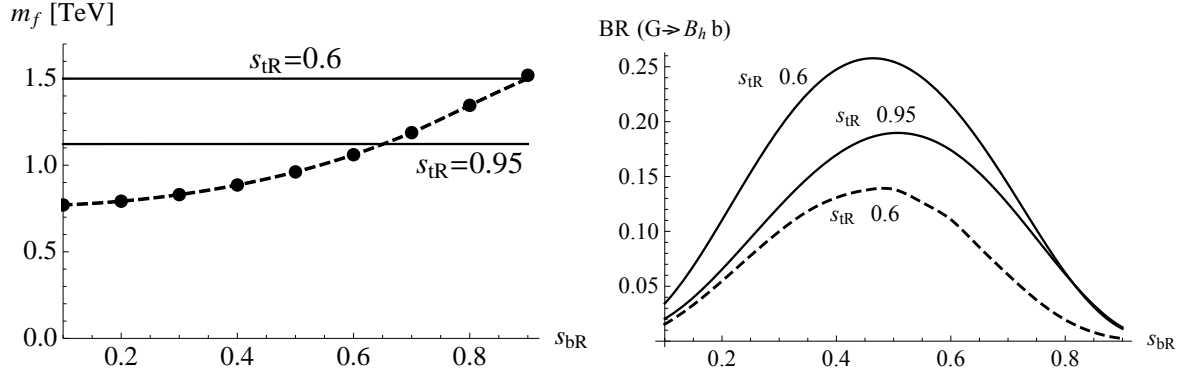 m_f [TeV]
1.5
1.0
0.5
0.0
s_tR=0.6
s_tR=0.95
0.2 0.4 0.6 0.8 s_bR
BR (G→B_h b)
0.25
0.20
0.15
0.10
0.05
s_tR 0.6
s_tR 0.95
s_tR 0.6
0.2 0.4 0.6 0.8 s_bR